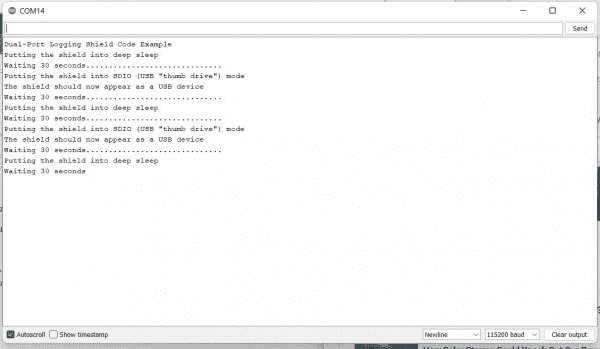 COM14
Send
Dual-Port Logging Shield Code Example
Putting the shield into deep sleep
Waiting 30 seconds..............................
Putting the shield into SDIO (USB "thumb drive") mode
The shield should now appear as a USB device
Waiting 30 seconds..............................
Putting the shield into deep sleep
Waiting 30 seconds..............................
Putting the shield into SDIO (USB "thumb drive") mode
The shield should now appear as a USB device
Waiting 30 seconds..............................
Putting the shield into deep sleep
Waiting 30 seconds
Autoscroll Show timestamp Newline 115200 baud Clear output